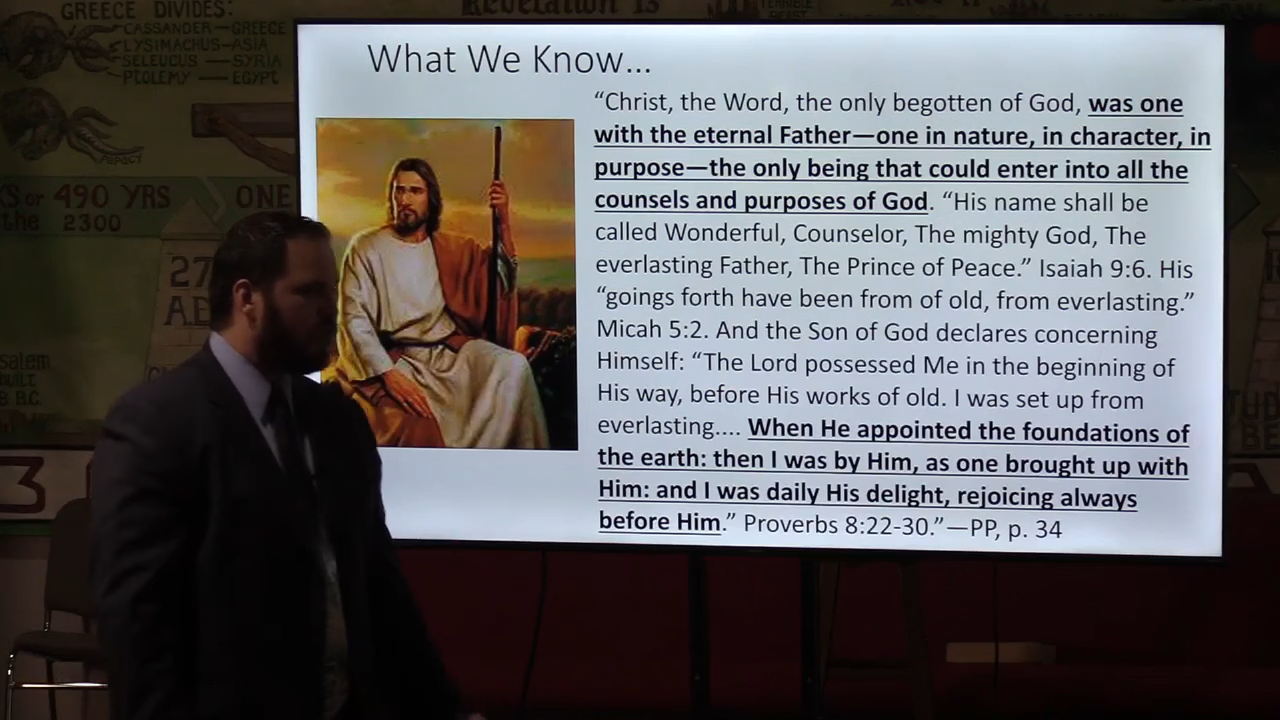 GREECE DIVIDES:
CASSANDER—GREECE
LYSIMACHUS—ASIA
SELEUCUS — SYRIA
PTOLEMY — EGYPT
Revelation 13
S or 490 YRS
ONE
the 2300
27
A.D
3
What We Know...
“Christ, the Word, the only begotten of God, was one
with the eternal Father—one in nature, in character, in
purpose—the only being that could enter into all the
counsels and purposes of God. “His name shall be
called Wonderful, Counselor, The mighty God, The
everlasting Father, The Prince of Peace.” Isaiah 9:6. His
“goings forth have been from of old, from everlasting.”
Micah 5:2. And the Son of God declares concerning
Himself: “The Lord possessed Me in the beginning of
His way, before His works of old. I was set up from
everlasting.... When He appointed the foundations of
the earth: then I was by Him, as one brought up with
Him: and I was daily His delight, rejoicing always
before Him.” Proverbs 8:22-30.”—PP, p. 34